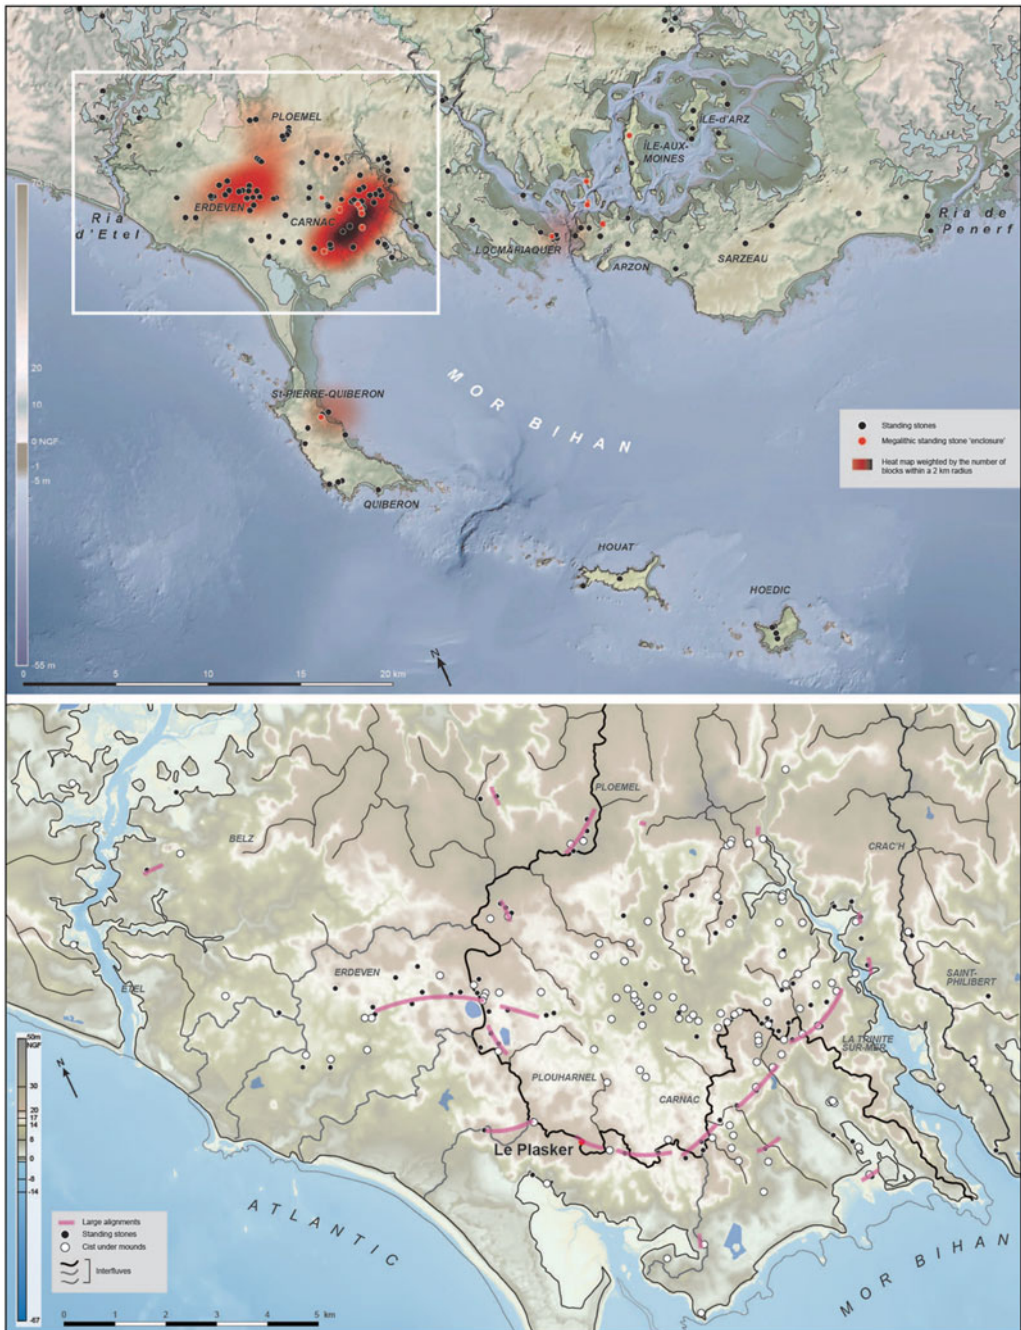 PLOEMEL
ÎLE-d'ARZ
ÎLE-AUX-
MOINES
ERDEVEN
CARNAC
Ria
d'Etel
LOCMARIAQUER
ARZON
SARZEAU
Ria de
Penerf
St-PIERRE-QUIBERON
QUIBERON
MOR BIHAN
HOUAT
HOEDIC
20
10
0 NGF
-1
-5 m
-55 m
Standing stones
Megalithic standing stone 'enclosure'
Heat map weighted by the number of
blocks within a 2 km radius
N
0 5 10 15 20 km
PLOEMEL
BELZ
CRAC'H
ERDEVEN
ETEL
SAINT-
PHILIBERT
LA TRINITE
SUR-MER
PLOUHARNEL
CARNAC
Le Plasker
ATLANTIC
MOR BIHAN
50m
NGF
30
20
17
14
8
0
-8
-14
-67
N
Large alignments
Standing stones
Cist under mounds
Interfluves
0 1 2 3 4 5 km